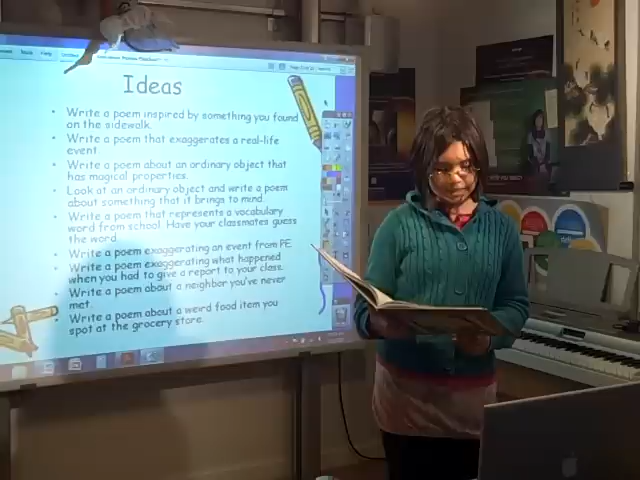 Ideas
Write a poem inspired by something you found
on the sidewalk.
Write a poem that exaggerates a real-life
event.
Write a poem about an ordinary object that
has magical properties.
Look at an ordinary object and write a poem
about something that it brings to mind.
Write a poem that represents a vocabulary
word from school. Have your classmates guess
the word.
Write a poem exaggerating an event from PE
Write a poem exaggerating what happened
when you had to give a report to your class.
Write a poem about a neighbor you've never
met.
Write a poem about a weird food item you
spot at the grocery store.